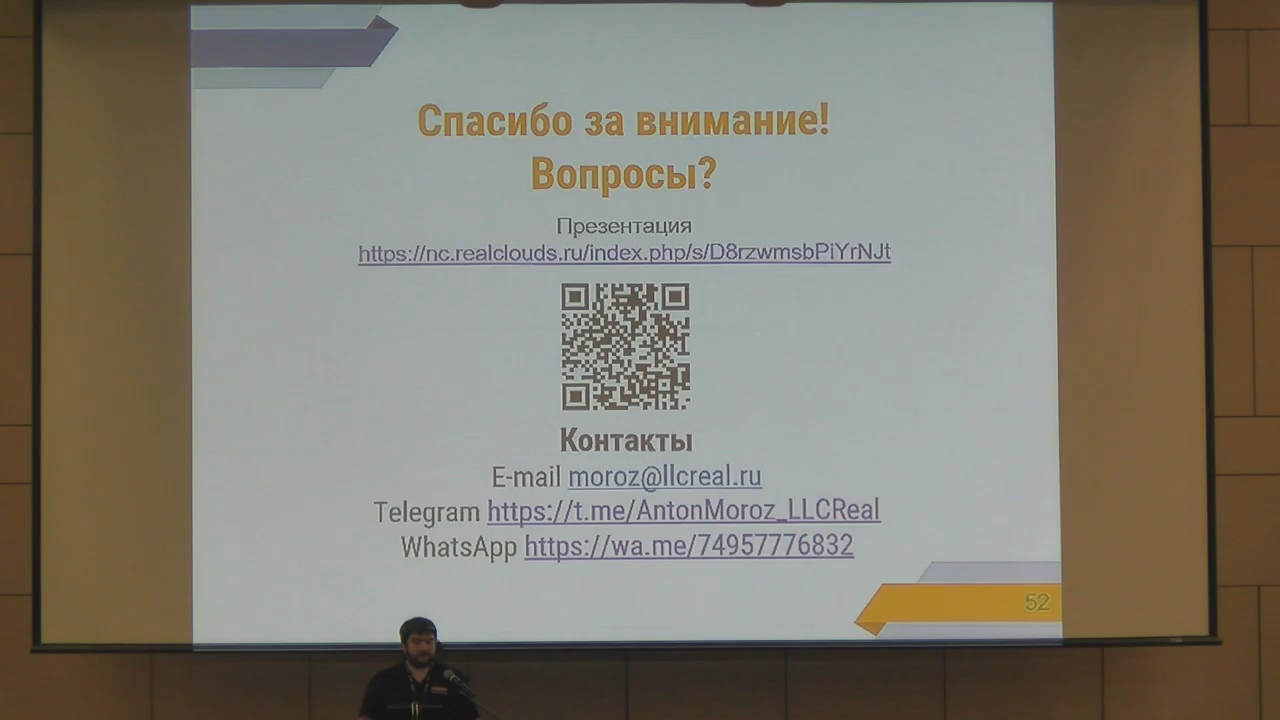 Спасибо за внимание!
Вопросы?
Презентация
https://nc.realclouds.ru/index.php/s/D8rzwmsbPiYrNJt
Контакты
E-mail moroz@llcreal.ru
Telegram https://t.me/AntonMoroz_LLCReal
WhatsApp https://wa.me/74957776832
52